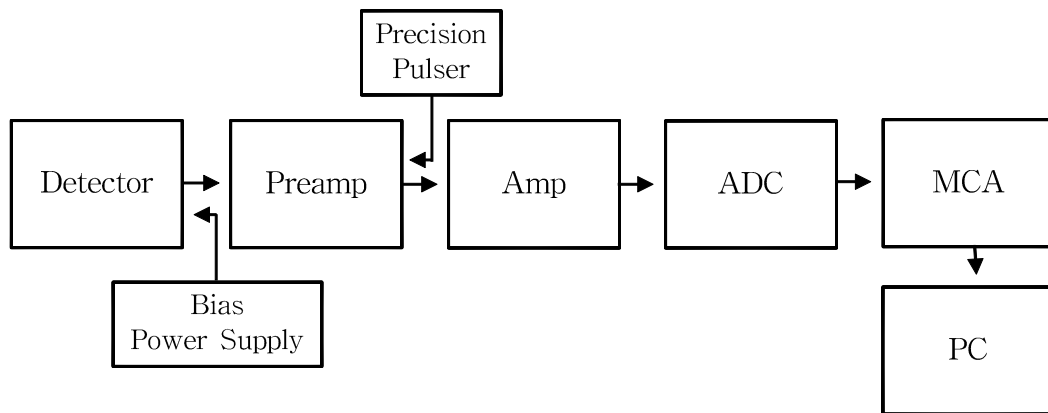 Precision
Pulser
Detector
Preamp
Amp
ADC
MCA
Bias
Power Supply
PC